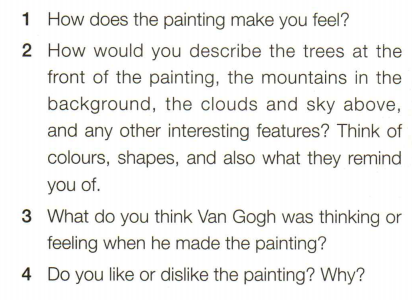 1 How does the painting make you feel?
2 How would you describe the trees at the
front of the painting, the mountains in the
background, the clouds and sky above,
and any other interesting features? Think of
colours, shapes, and also what they remind
you of.
3 What do you think Van Gogh was thinking or
feeling when he made the painting?
4 Do you like or dislike the painting? Why?